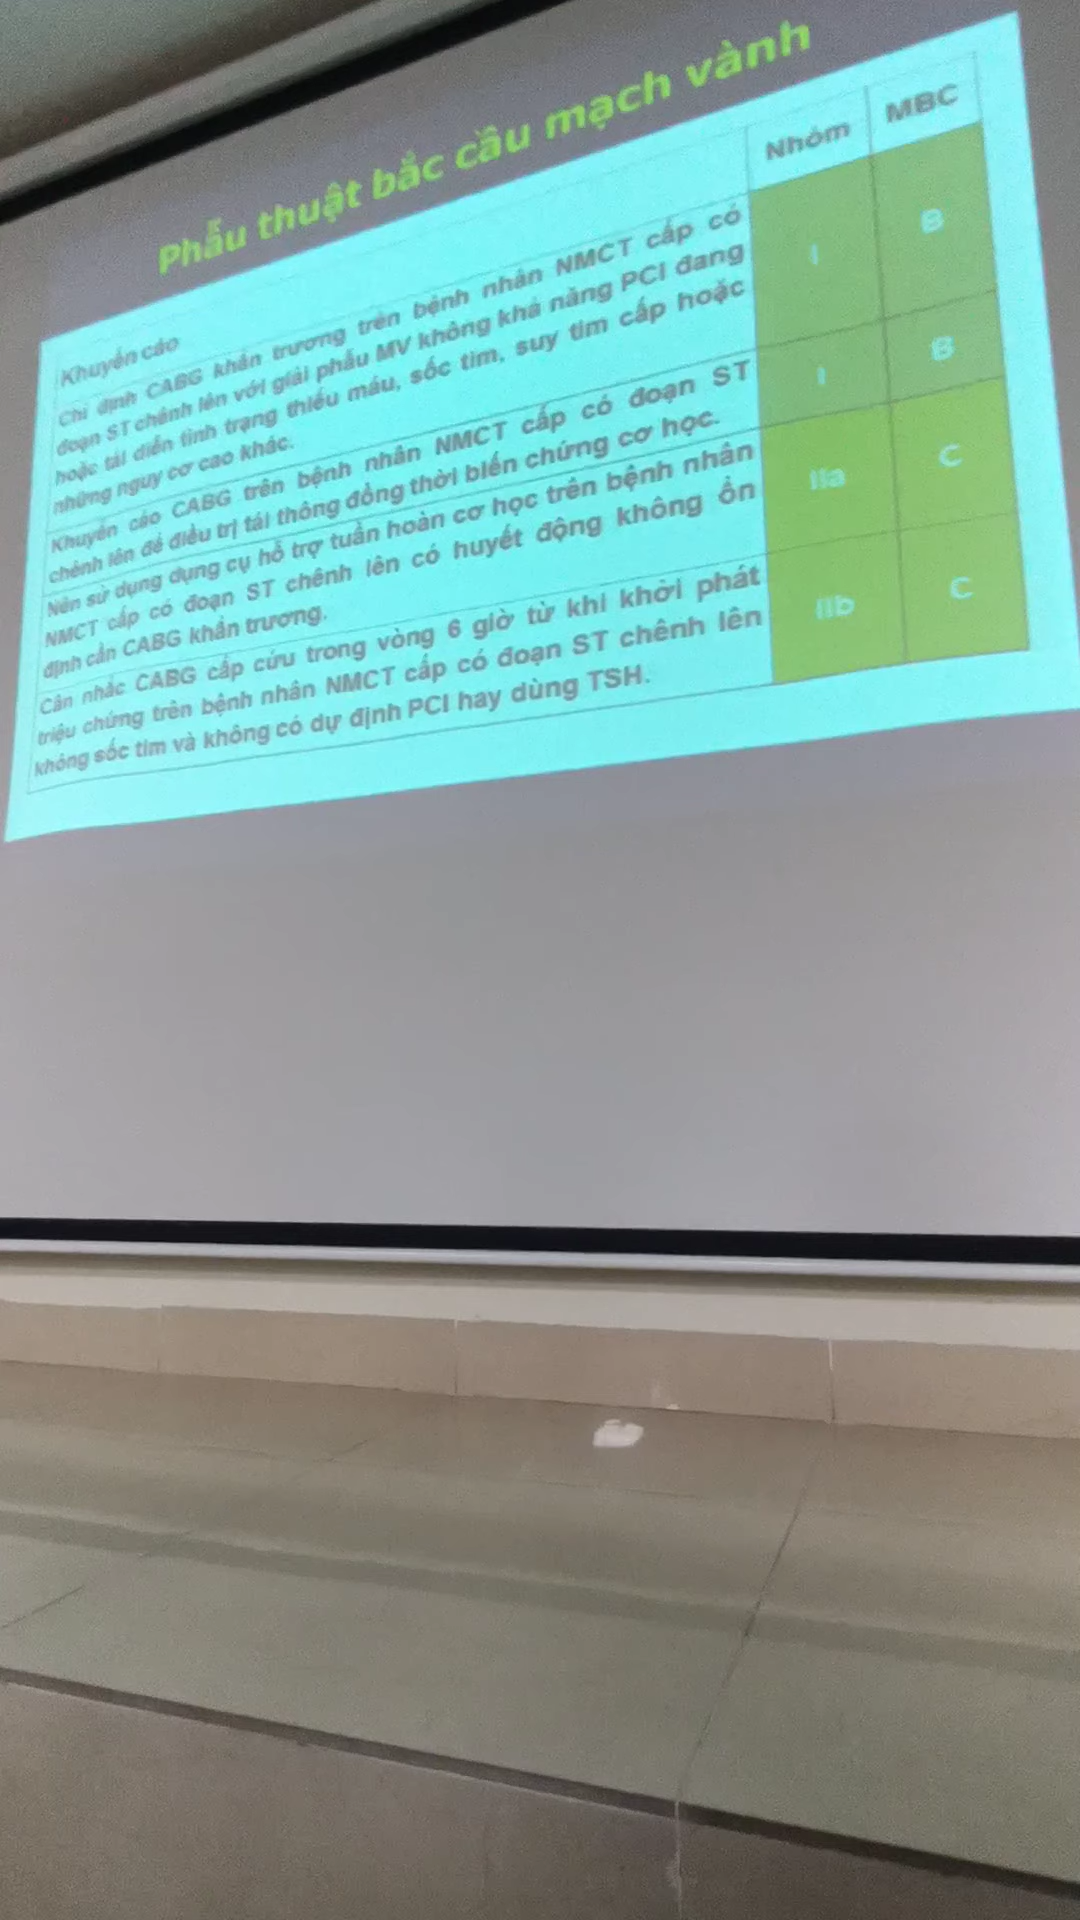 Phẫu thuật bắc cầu mạch vành
Khuyến cáo
Nhóm
MBC
Chỉ định CABG khẩn trương trên bệnh nhân NMCT cấp có
đoạn ST chênh lên với giải phẫu MV không khả năng PCI đang
hoặc tái diễn tình trạng thiếu máu, sốc tim, suy tim cấp hoặc
những nguy cơ cao khác.
I
B
Khuyến cáo CABG trên bệnh nhân NMCT cấp có đoạn ST
chênh lên để điều trị tái thông đồng thời biến chứng cơ học.
I
B
Nên sử dụng dụng cụ hỗ trợ tuần hoàn cơ học trên bệnh nhân
NMCT cấp có đoạn ST chênh lên có huyết động không ổn
định cần CABG khẩn trương.
IIa
C
Cân nhắc CABG cấp cứu trong vòng 6 giờ từ khi khởi phát
triệu chứng trên bệnh nhân NMCT cấp có đoạn ST chênh lên
không sốc tim và không có dự định PCI hay dùng TSH.
IIb
C